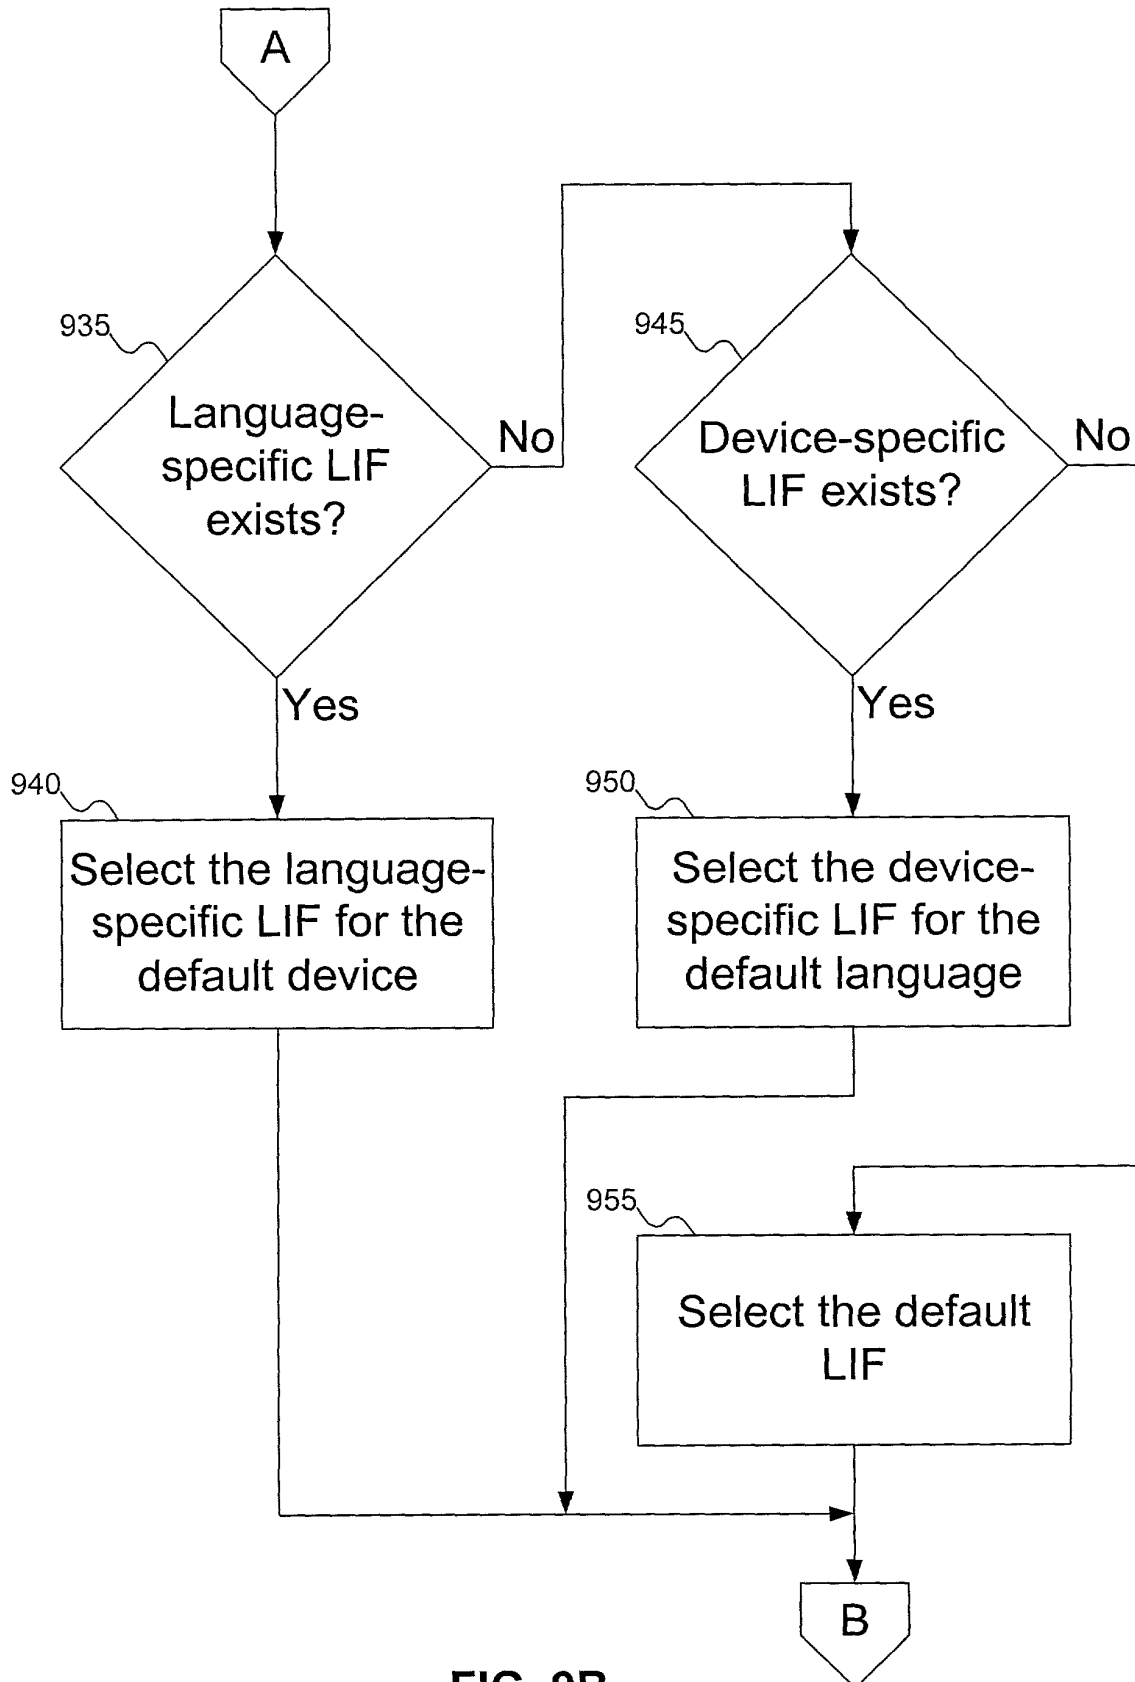 A
935
Language-
specific LIF
exists?
No
945
Device-specific
LIF exists?
No
Yes
Yes
940
Select the language-
specific LIF for the
default device
950
Select the device-
specific LIF for the
default language
955
Select the default
LIF
B